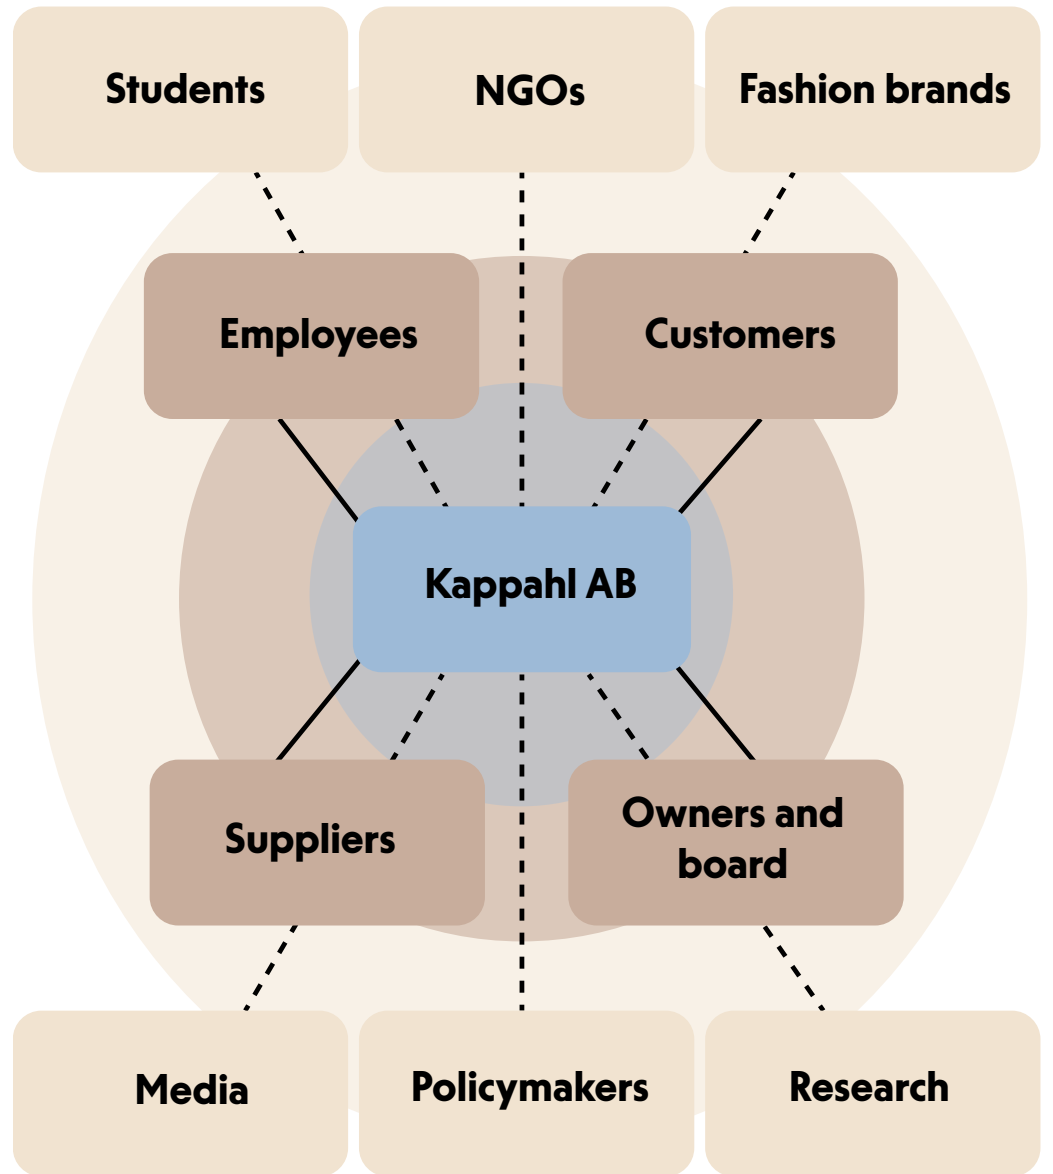 Students
NGOs
Fashion brands
Employees
Customers
Kappahl AB
Suppliers
Owners and
board
Media
Policymakers
Research